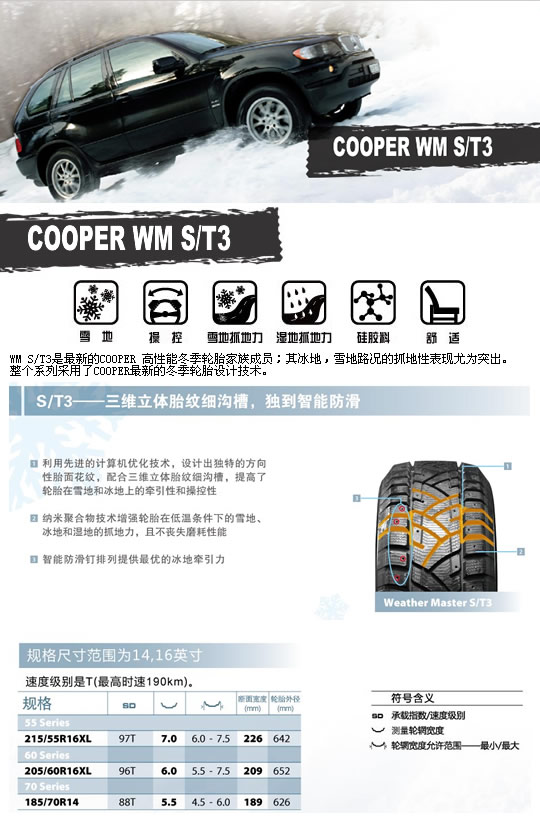 COOPER WM S/T3
COOPER WM S/T3
雪地 操控 雪地抓地力 湿地抓地力 硅胶料 舒适
WM S/T3是最新的COOPER 高性能冬季轮胎家族成员；其冰地，雪地路况的抓地性表现尤为突出。
整个系列采用了COOPER最新的冬季轮胎设计技术。
S/T3——三维立体胎纹细沟槽，独到智能防滑
1 利用先进的计算机优化技术，设计出独特的方向
性胎面花纹，配合三维立体胎纹细沟槽，提高了
轮胎在雪地和冰地上的牵引性和操控性
2 纳米聚合物技术增强轮胎在低温条件下的雪地、
冰地和湿地的抓地力，且不丧失磨耗性能
3 智能防滑钉排列提供最优的冰地牵引力
1
3
2
Weather Master S/T3
规格尺寸范围为14,16英寸
速度级别是T(最高时速190km)。
规格 SD 断面宽度(mm) 轮胎外径(mm)
55 Series
215/55R16XL 97T 7.0 6.0 - 7.5 226 642
60 Series
205/60R16XL 96T 6.0 5.5 - 7.5 209 652
70 Series
185/70R14 88T 5.5 4.5 - 6.0 189 626
符号含义
SD 承载指数/速度级别
测量轮辋宽度
轮辋宽度允许范围——最小/最大